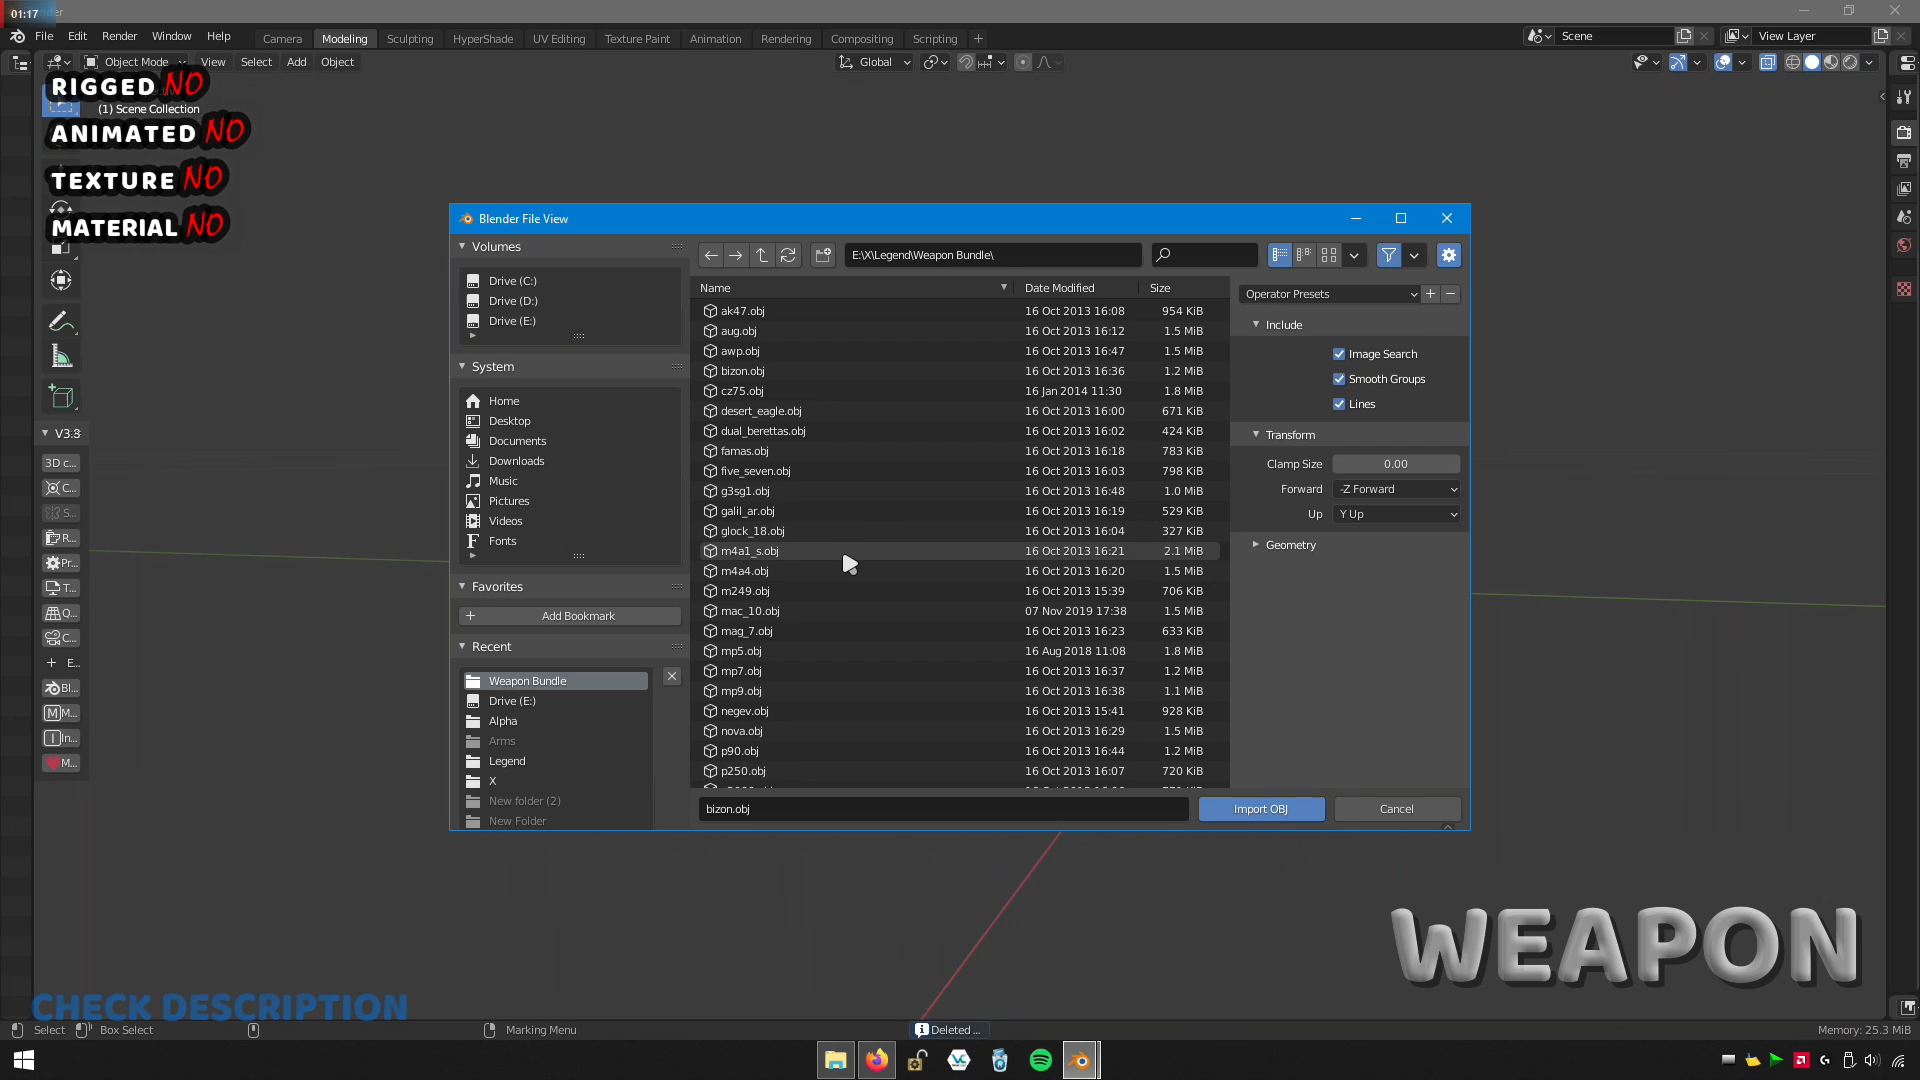 01:17
File Edit Render Window Help
Camera Modeling Sculpting HyperShade UV Editing Texture Paint Animation Rendering Compositing Scripting +
Scene
View Layer
Object Mode View Select Add Object
Global
RIGGED NO
(1) Scene Collection
ANIMATED NO
TEXTURE NO
MATERIAL NO
V3.3
3D c...
C...
S...
R...
Pr...
T...
Q...
C...
+ E...
Bl...
M...
In...
M...
Blender File View
Volumes
Drive (C:)
Drive (D:)
Drive (E:)
System
Home
Desktop
Documents
Downloads
Music
Pictures
Videos
Fonts
Favorites
+ Add Bookmark
Recent
Weapon Bundle
Drive (E:)
Alpha
Arms
Legend
X
New folder (2)
New Folder
E:\X\Legend\Weapon Bundle\
Name Date Modified Size
ak47.obj 16 Oct 2013 16:08 954 KiB
aug.obj 16 Oct 2013 16:12 1.5 MiB
awp.obj 16 Oct 2013 16:47 1.5 MiB
bizon.obj 16 Oct 2013 16:36 1.2 MiB
cz75.obj 16 Jan 2014 11:30 1.8 MiB
desert_eagle.obj 16 Oct 2013 16:00 671 KiB
dual_berettas.obj 16 Oct 2013 16:02 424 KiB
famas.obj 16 Oct 2013 16:18 783 KiB
five_seven.obj 16 Oct 2013 16:03 798 KiB
g3sg1.obj 16 Oct 2013 16:48 1.0 MiB
galil_ar.obj 16 Oct 2013 16:19 529 KiB
glock_18.obj 16 Oct 2013 16:04 327 KiB
m4a1_s.obj 16 Oct 2013 16:21 2.1 MiB
m4a4.obj 16 Oct 2013 16:20 1.5 MiB
m249.obj 16 Oct 2013 15:39 706 KiB
mac_10.obj 07 Nov 2019 17:38 1.5 MiB
mag_7.obj 16 Oct 2013 16:23 633 KiB
mp5.obj 16 Aug 2018 11:08 1.8 MiB
mp7.obj 16 Oct 2013 16:37 1.2 MiB
mp9.obj 16 Oct 2013 16:38 1.1 MiB
negev.obj 16 Oct 2013 15:41 928 KiB
nova.obj 16 Oct 2013 16:29 1.5 MiB
p90.obj 16 Oct 2013 16:44 1.2 MiB
p250.obj 16 Oct 2013 16:07 720 KiB
Operator Presets + −
Include
Image Search
Smooth Groups
Lines
Transform
Clamp Size 0.00
Forward -Z Forward
Up Y Up
Geometry
bizon.obj
Import OBJ
Cancel
WEAPON
CHECK DESCRIPTION
Select Box Select Marking Menu Deleted ... Memory: 25.3 MiB